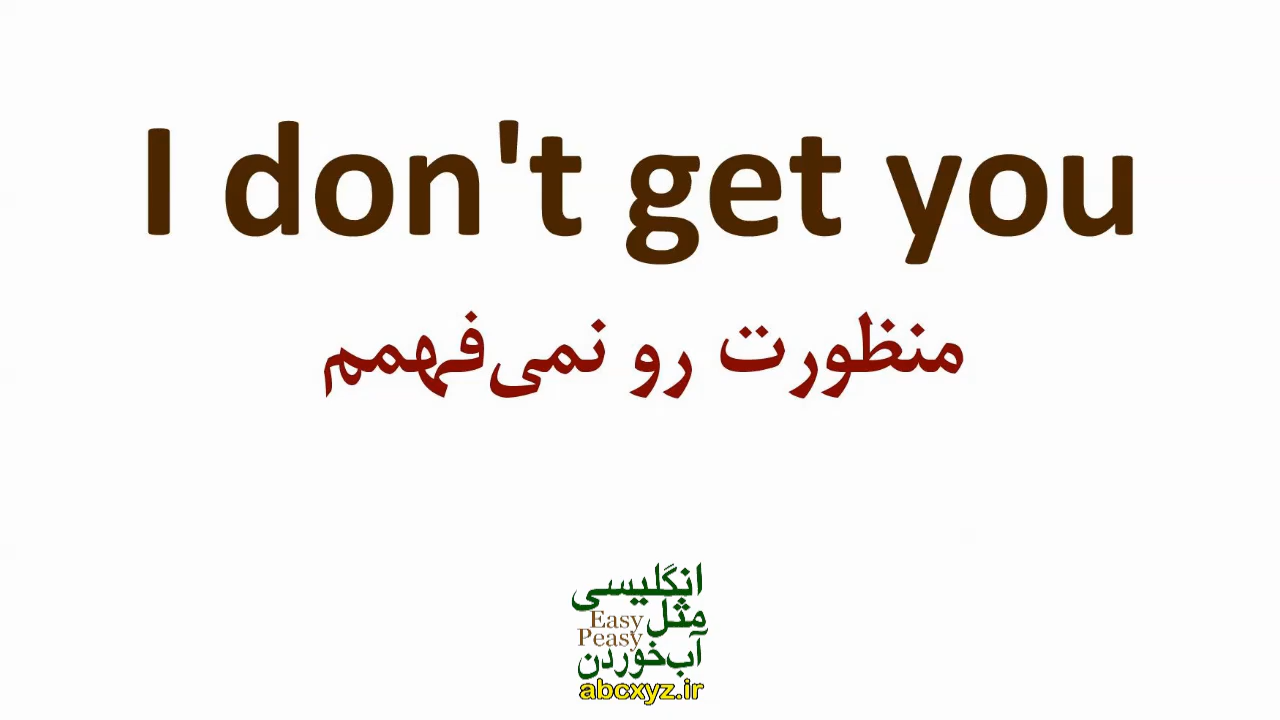 I don't get you
منظورت رو نمی‌فهمم
انگلیسی
مثل
Easy
Peasy
آب‌خوردن
abcxyz.ir